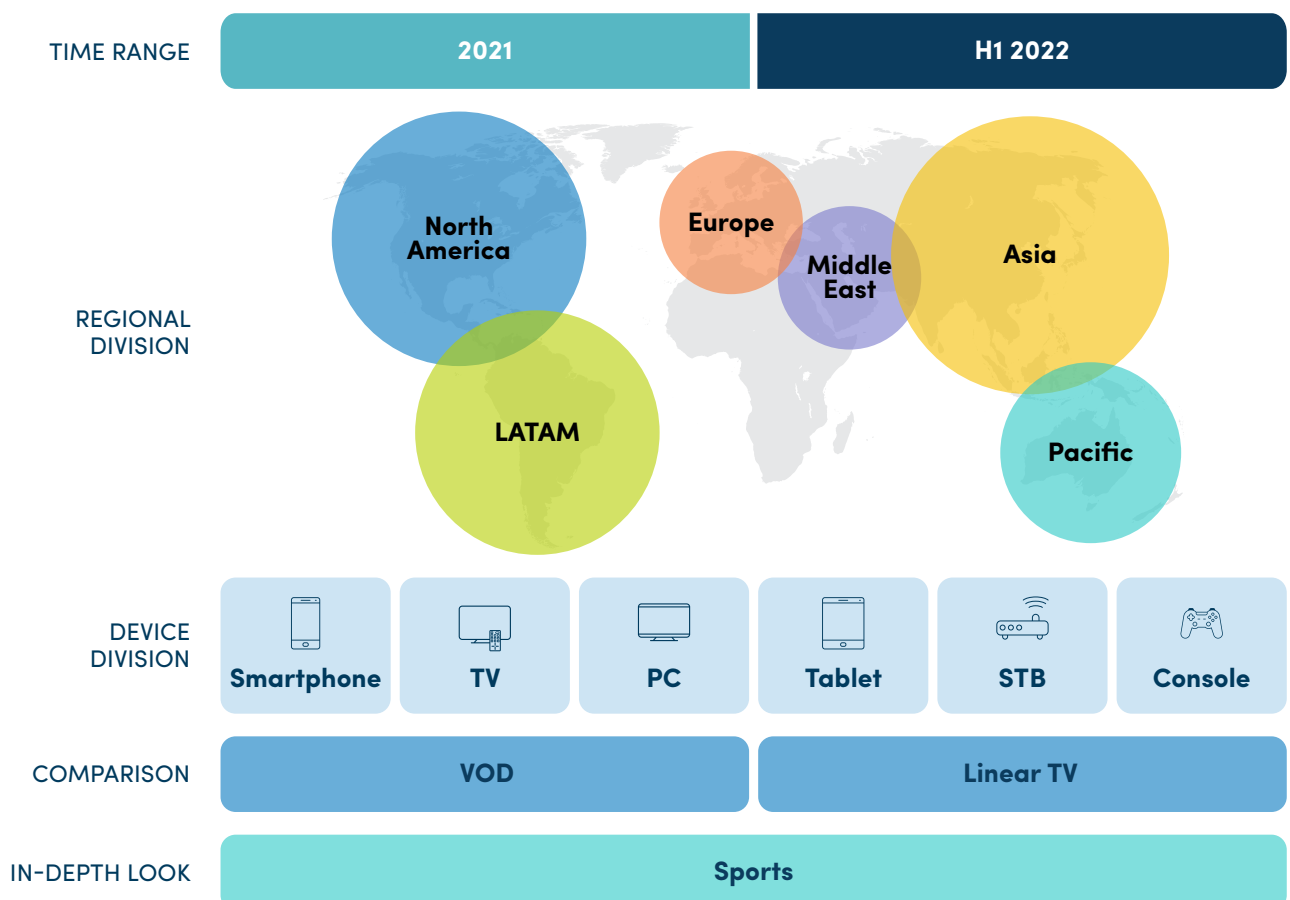 TIME RANGE
2021
H1 2022
REGIONAL
DIVISION
North
America
Europe
Middle
East
Asia
LATAM
Pacific
DEVICE
DIVISION
Smartphone
TV
PC
Tablet
STB
Console
COMPARISON
VOD
Linear TV
IN-DEPTH LOOK
Sports